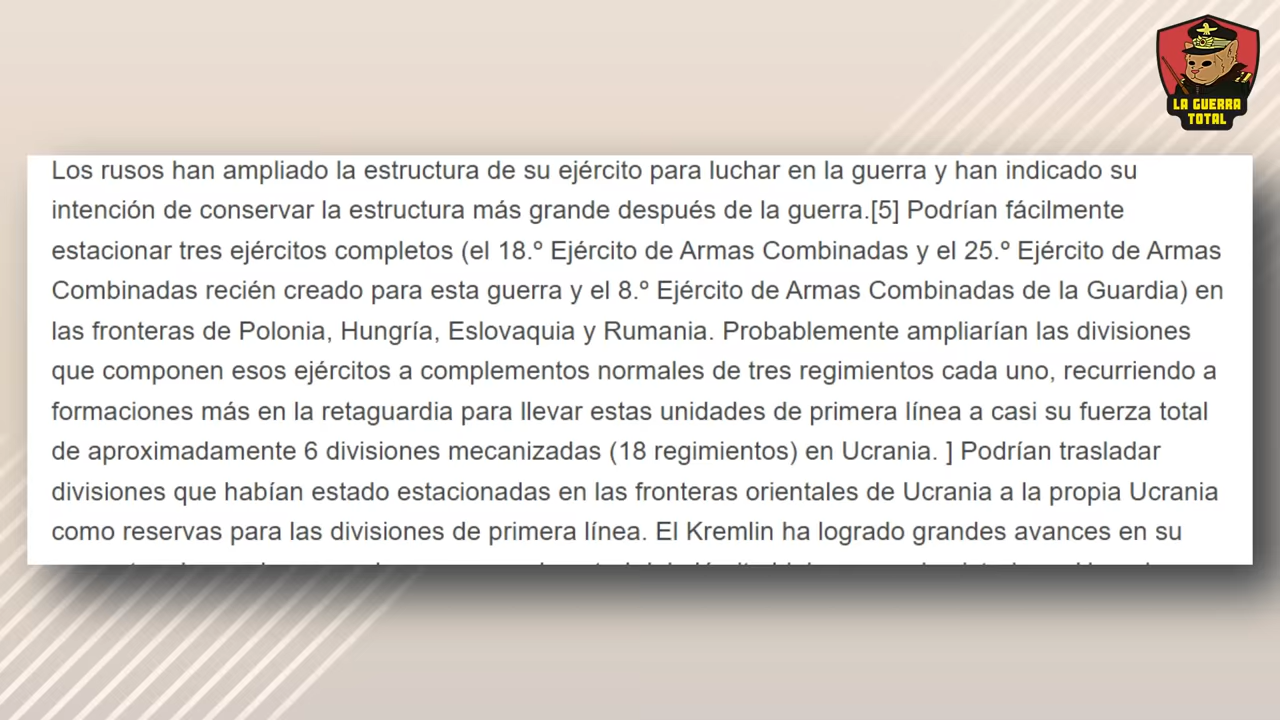 LA GUERRA
TOTAL
Los rusos han ampliado la estructura de su ejército para luchar en la guerra y han indicado su
intención de conservar la estructura más grande después de la guerra.[5] Podrían fácilmente
estacionar tres ejércitos completos (el 18.º Ejército de Armas Combinadas y el 25.º Ejército de Armas
Combinadas recién creado para esta guerra y el 8.º Ejército de Armas Combinadas de la Guardia) en
las fronteras de Polonia, Hungría, Eslovaquia y Rumania. Probablemente ampliarían las divisiones
que componen esos ejércitos a complementos normales de tres regimientos cada uno, recurriendo a
formaciones más en la retaguardia para llevar estas unidades de primera línea a casi su fuerza total
de aproximadamente 6 divisiones mecanizadas (18 regimientos) en Ucrania. ] Podrían trasladar
divisiones que habían estado estacionadas en las fronteras orientales de Ucrania a la propia Ucrania
como reservas para las divisiones de primera línea. El Kremlin ha logrado grandes avances en su